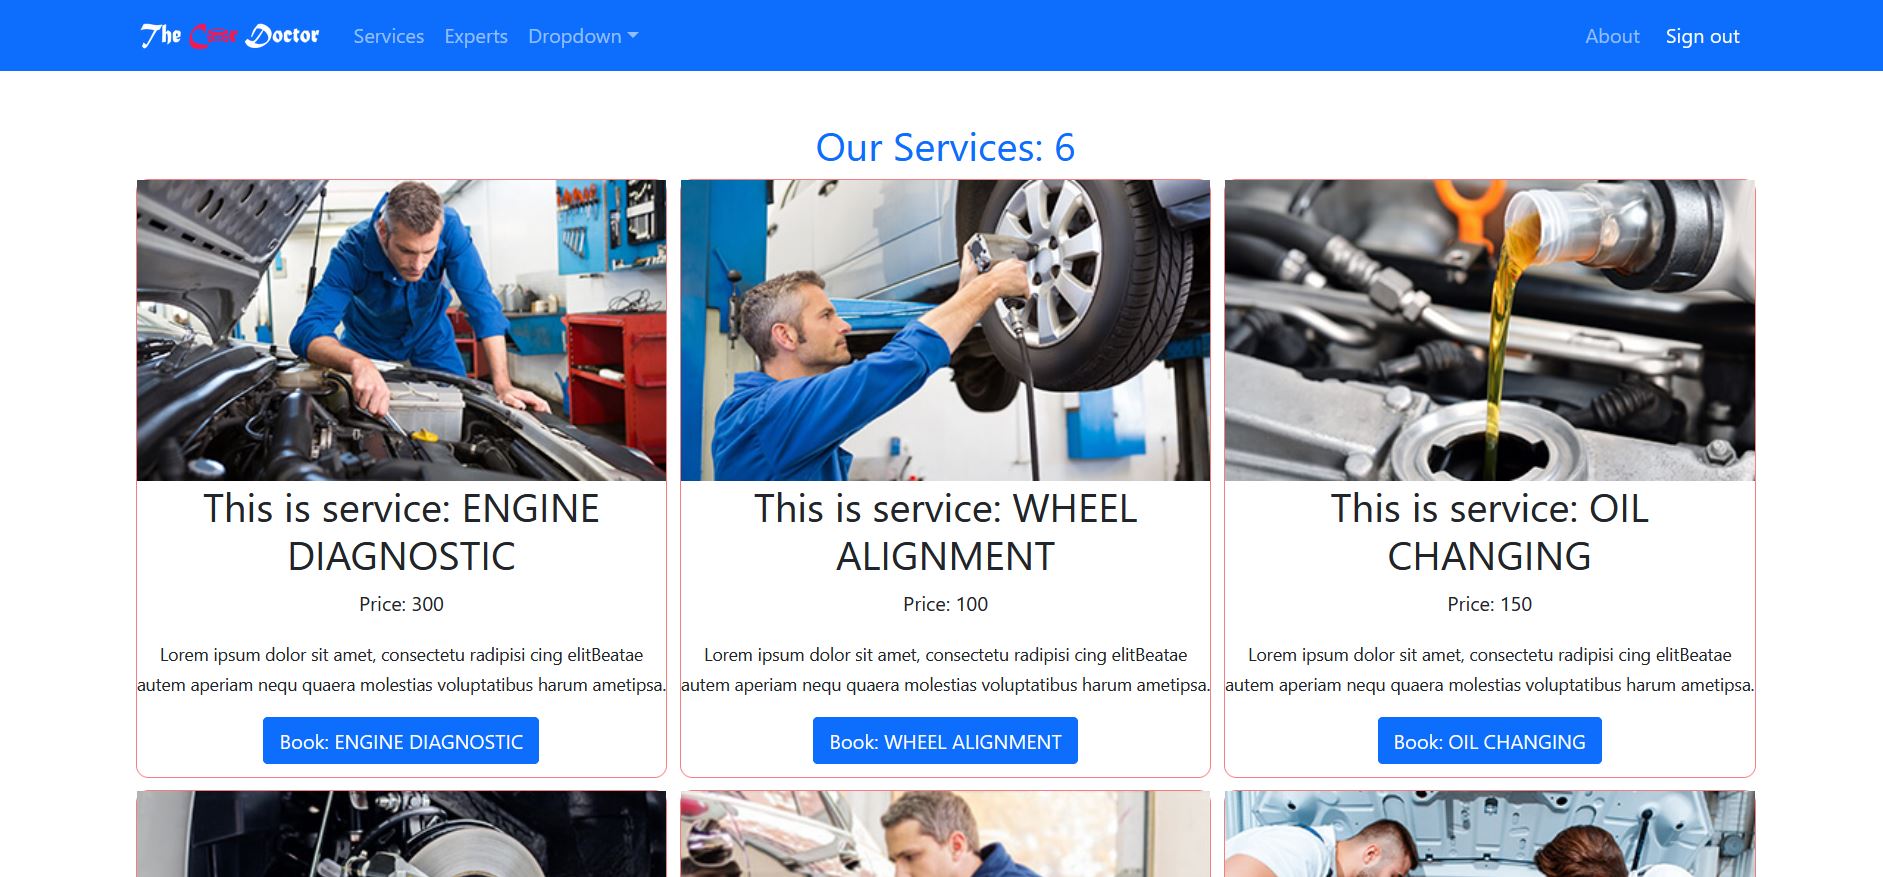 The Doctor Services Experts Dropdown About Sign out
Our Services: 6
This is service: ENGINE
DIAGNOSTIC
Price: 300
Lorem ipsum dolor sit amet, consectetu radipisi cing elitBeatae
autem aperiam nequ quaera molestias voluptatibus harum ametipsa.
Book: ENGINE DIAGNOSTIC
This is service: WHEEL
ALIGNMENT
Price: 100
Lorem ipsum dolor sit amet, consectetu radipisi cing elitBeatae
autem aperiam nequ quaera molestias voluptatibus harum ametipsa.
Book: WHEEL ALIGNMENT
This is service: OIL
CHANGING
Price: 150
Lorem ipsum dolor sit amet, consectetu radipisi cing elitBeatae
autem aperiam nequ quaera molestias voluptatibus harum ametipsa.
Book: OIL CHANGING